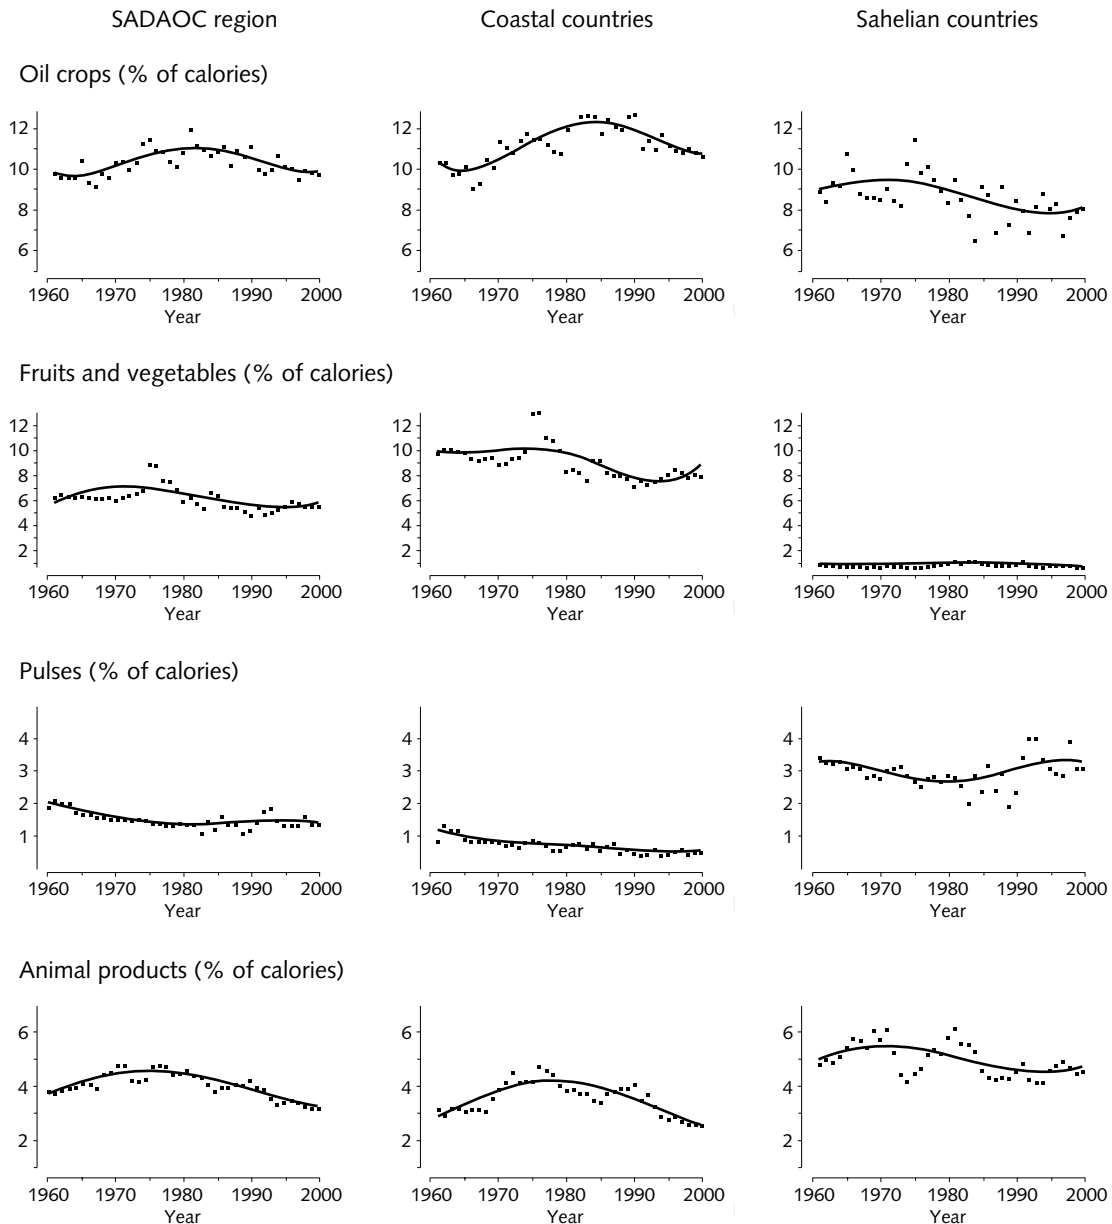 SADAOC region Coastal countries Sahelian countries
Oil crops (% of calories)
12 12 12
10 10 10
8 8 8
6 6 6
1960 1970 1980 1990 2000 1960 1970 1980 1990 2000 1960 1970 1980 1990 2000
Year Year Year
Fruits and vegetables (% of calories)
12 12 12
10 10 10
8 8 8
6 6 6
4 4 4
2 2 2
1960 1970 1980 1990 2000 1960 1970 1980 1990 2000 1960 1970 1980 1990 2000
Year Year Year
Pulses (% of calories)
4 4 4
3 3 3
2 2 2
1 1 1
1960 1970 1980 1990 2000 1960 1970 1980 1990 2000 1960 1970 1980 1990 2000
Year Year Year
Animal products (% of calories)
6 6 6
4 4 4
2 2 2
1960 1970 1980 1990 2000 1960 1970 1980 1990 2000 1960 1970 1980 1990 2000
Year Year Year